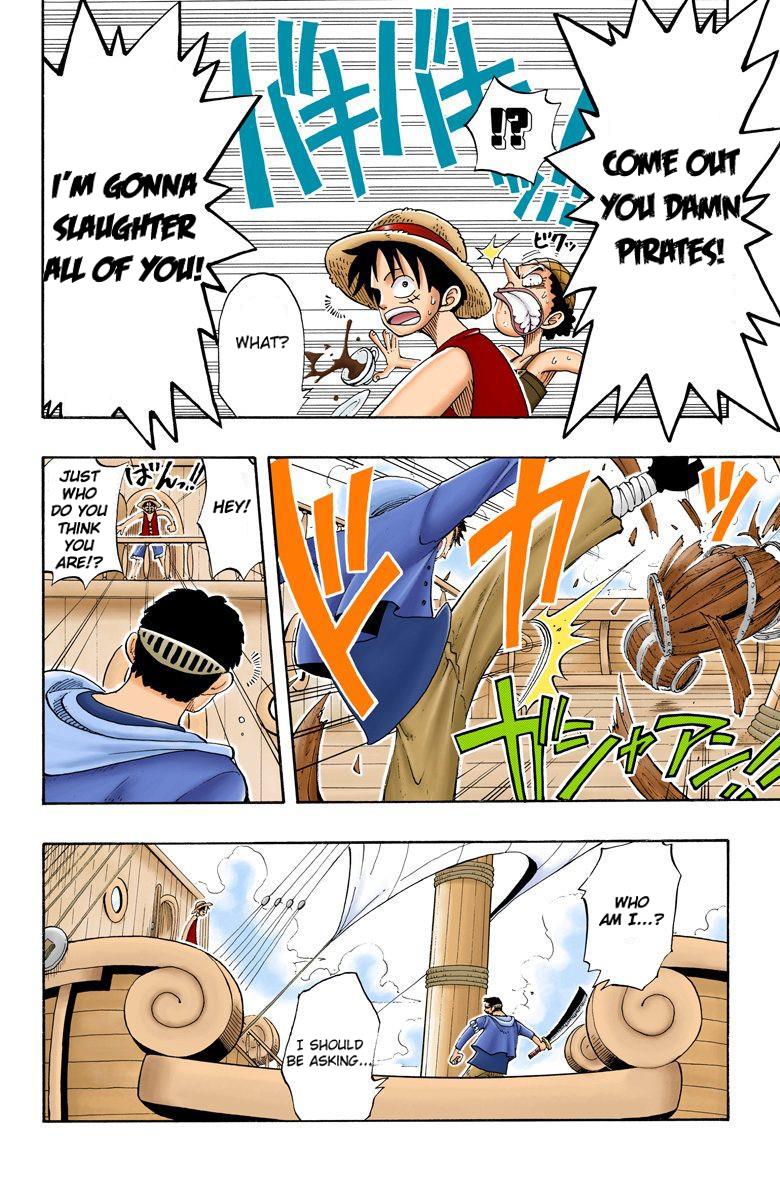 COME OUT
YOU DAMN
PIRATES!
!?
バキバキッ
ビクッ
I'M GONNA
SLAUGHTER
ALL OF YOU!
WHAT?
ドカ
ガシャアン!!
HEY!
ばんっ!!
JUST
WHO
DO YOU
THINK
YOU
ARE!?
WHO
AM I...?
I SHOULD
BE ASKING...